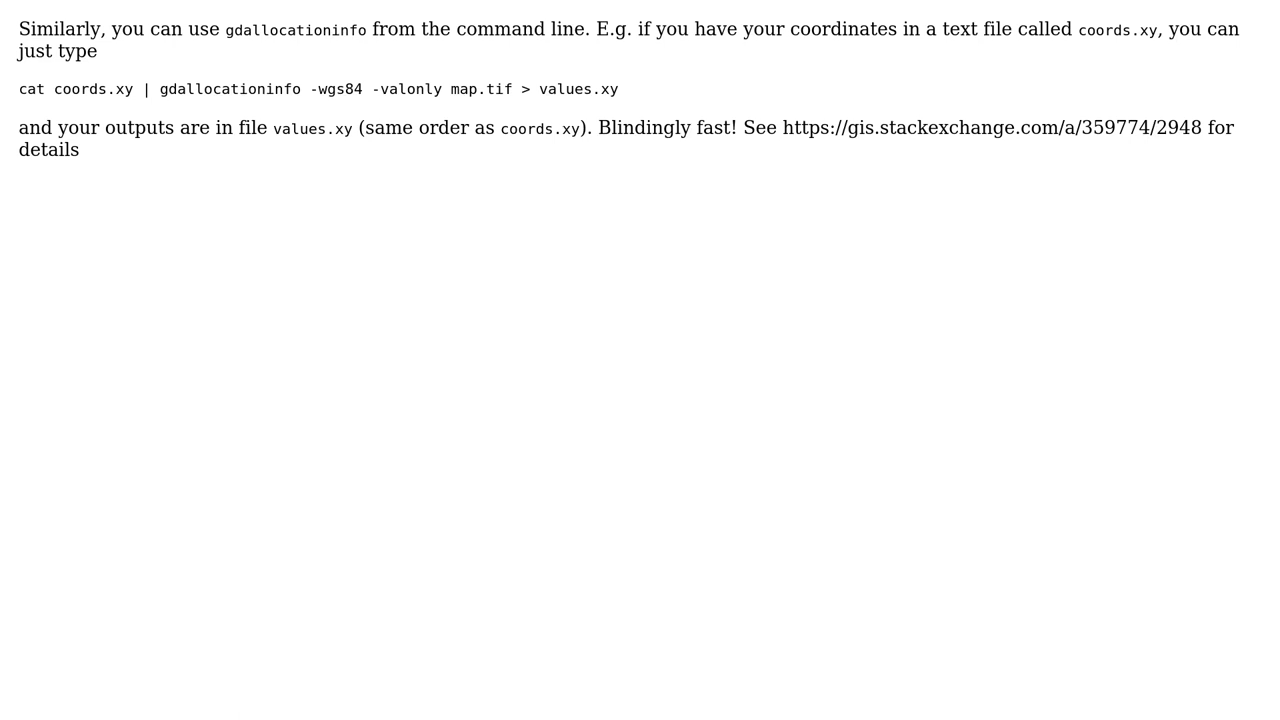 Similarly, you can use gdallocationinfo from the command line. E.g. if you have your coordinates in a text file called coords.xy, you can
just type
cat coords.xy | gdallocationinfo -wgs84 -valonly map.tif > values.xy
and your outputs are in file values.xy (same order as coords.xy). Blindingly fast! See https://gis.stackexchange.com/a/359774/2948 for
details